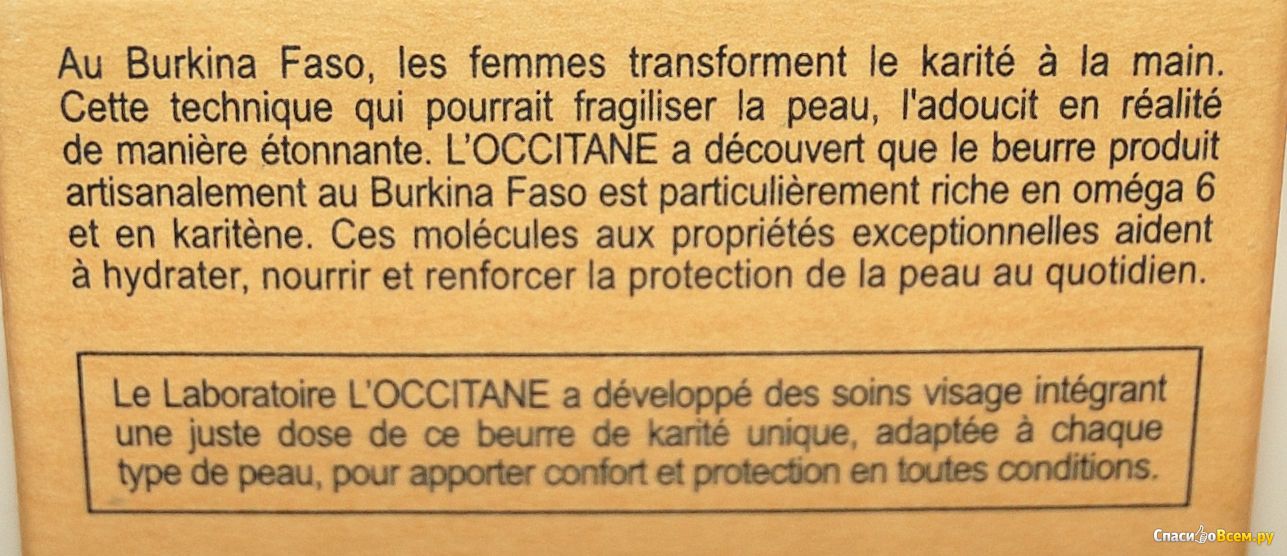 Au Burkina Faso, les femmes transforment le karité à la main.
Cette technique qui pourrait fragiliser la peau, l'adoucit en réalité
de manière étonnante. L'OCCITANE a découvert que le beurre produit
artisanalement au Burkina Faso est particulièrement riche en oméga 6
et en karitène. Ces molécules aux propriétés exceptionnelles aident
à hydrater, nourrir et renforcer la protection de la peau au quotidien.
Le Laboratoire L'OCCITANE a développé des soins visage intégrant
une juste dose de ce beurre de karité unique, adaptée à chaque
type de peau, pour apporter confort et protection en toutes conditions.
СпасибоВсем.ру